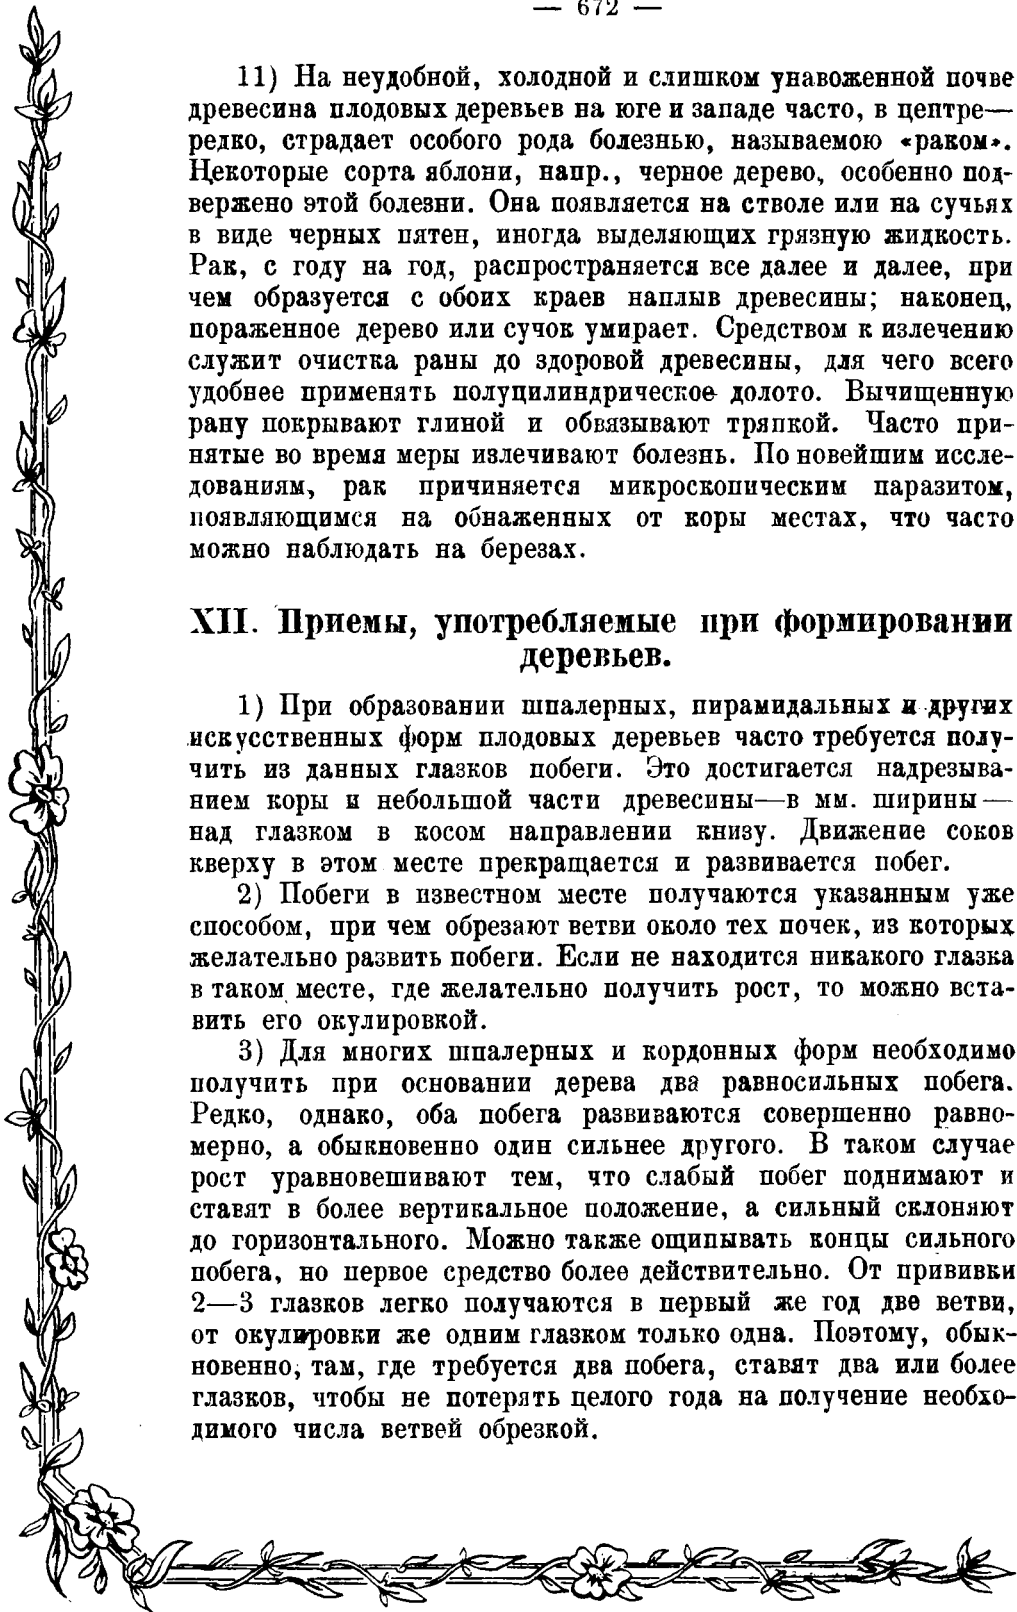 — 672 —
11) На неудобной, холодной и слишком унавоженной почве
древесина плодовых деревьев на юге и западе часто, в центре—
редко, страдает особого рода болезнью, называемою «раком».
Некоторые сорта яблони, напр., черное дерево, особенно под-
вержено этой болезни. Она появляется на стволе или на сучьях
в виде черных пятен, иногда выделяющих грязную жидкость.
Рак, с году на год, распространяется все далее и далее, при
чем образуется с обоих краев наплыв древесины; наконец,
пораженное дерево или сучок умирает. Средством к излечению
служит очистка раны до здоровой древесины, для чего всего
удобнее применять полуцилиндрическое долото. Вычищенную
рану покрывают глиной и обвязывают тряпкой. Часто при-
нятые во время меры излечивают болезнь. По новейшим иссле-
дованиям, рак причиняется микроскопическим паразитом,
появляющимся на обнаженных от коры местах, что часто
можно наблюдать на березах.
XII. Приемы, употребляемые при формировании
деревьев.
1) При образовании шпалерных, пирамидальных и других
искусственных форм плодовых деревьев часто требуется полу-
чить из данных глазков побеги. Это достигается надрезыва-
нием коры и небольшой части древесины—в мм. ширины—
над глазком в косом направлении книзу. Движение соков
кверху в этом месте прекращается и развивается побег.
2) Побеги в известном месте получаются указанным уже
способом, при чем обрезают ветви около тех почек, из которых
желательно развить побеги. Если не находится никакого глазка
в таком месте, где желательно получить рост, то можно вста-
вить его окулировкой.
3) Для многих шпалерных и кордонных форм необходимо
получить при основании дерева два равносильных побега.
Редко, однако, оба побега развиваются совершенно равно-
мерно, а обыкновенно один сильнее другого. В таком случае
рост уравновешивают тем, что слабый побег поднимают и
ставят в более вертикальное положение, а сильный склоняют
до горизонтального. Можно также ощипывать концы сильного
побега, но первое средство более действительно. От прививки
2—3 глазков легко получаются в первый же год две ветви,
от окулировки же одним глазком только одна. Поэтому, обык-
новенно, там, где требуется два побега, ставят два или более
глазков, чтобы не потерять целого года на получение необхо-
димого числа ветвей обрезкой.